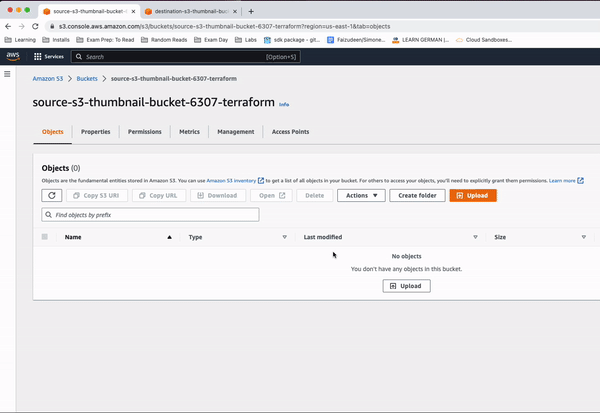 source-s3-thumbnail-bucket-
destination-s3-thumbnail-buc
s3.console.aws.amazon.com/s3/buckets/source-s3-thumbnail-bucket-6307-terraform?region=us-east-1&tab=objects
Learning Installs Exam Prep: To Read Random Reads Exam Day Labs sdk package - git... Faizudeen/Simone... LEARN GERMAN |... Cloud Sandboxes...
aws Services Search [Option+S]
Amazon S3 > Buckets > source-s3-thumbnail-bucket-6307-terraform
source-s3-thumbnail-bucket-6307-terraform Info
Objects Properties Permissions Metrics Management Access Points
Objects (0)
Objects are the fundamental entities stored in Amazon S3. You can use Amazon S3 inventory to get a list of all objects in your bucket. For others to access your objects, you'll need to explicitly grant them permissions. Learn more
Copy S3 URI Copy URL Download Open Delete Actions Create folder Upload
Find objects by prefix
Name Type Last modified Size
No objects
You don't have any objects in this bucket.
Upload